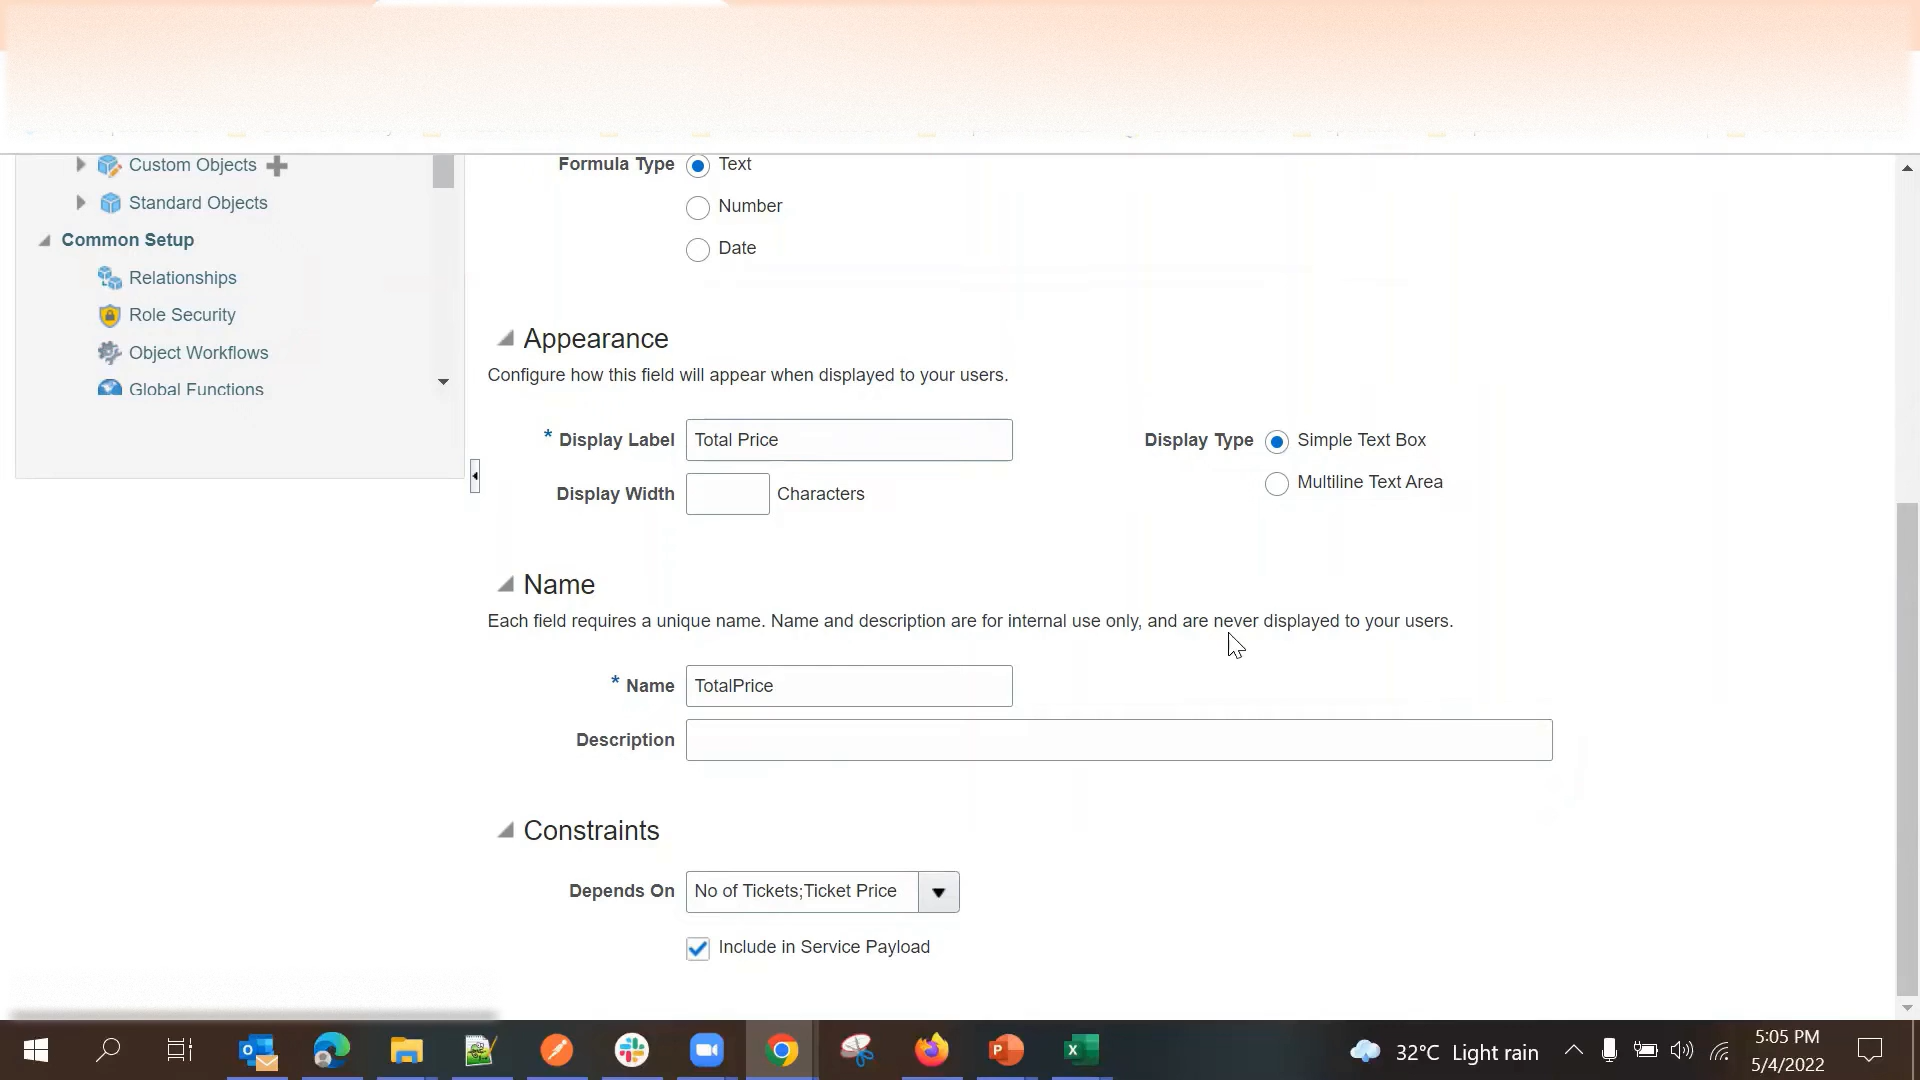 Custom Objects
Standard Objects
Common Setup
Relationships
Role Security
Object Workflows
Global Functions
Formula Type
Text
Number
Date
Appearance
Configure how this field will appear when displayed to your users.
* Display Label Total Price
Display Width Characters
Display Type Simple Text Box
Multiline Text Area
Name
Each field requires a unique name. Name and description are for internal use only, and are never displayed to your users.
* Name TotalPrice
Description
Constraints
Depends On No of Tickets;Ticket Price
Include in Service Payload
32°C Light rain
5:05 PM
5/4/2022